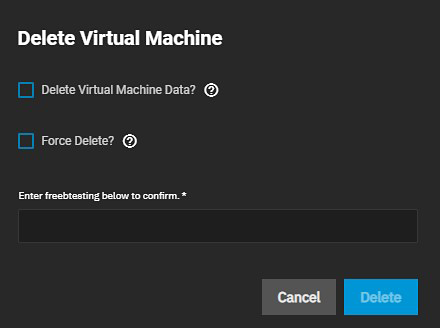 Delete Virtual Machine
Delete Virtual Machine Data?
Force Delete?
Enter freebtesting below to confirm. *
Cancel
Delete